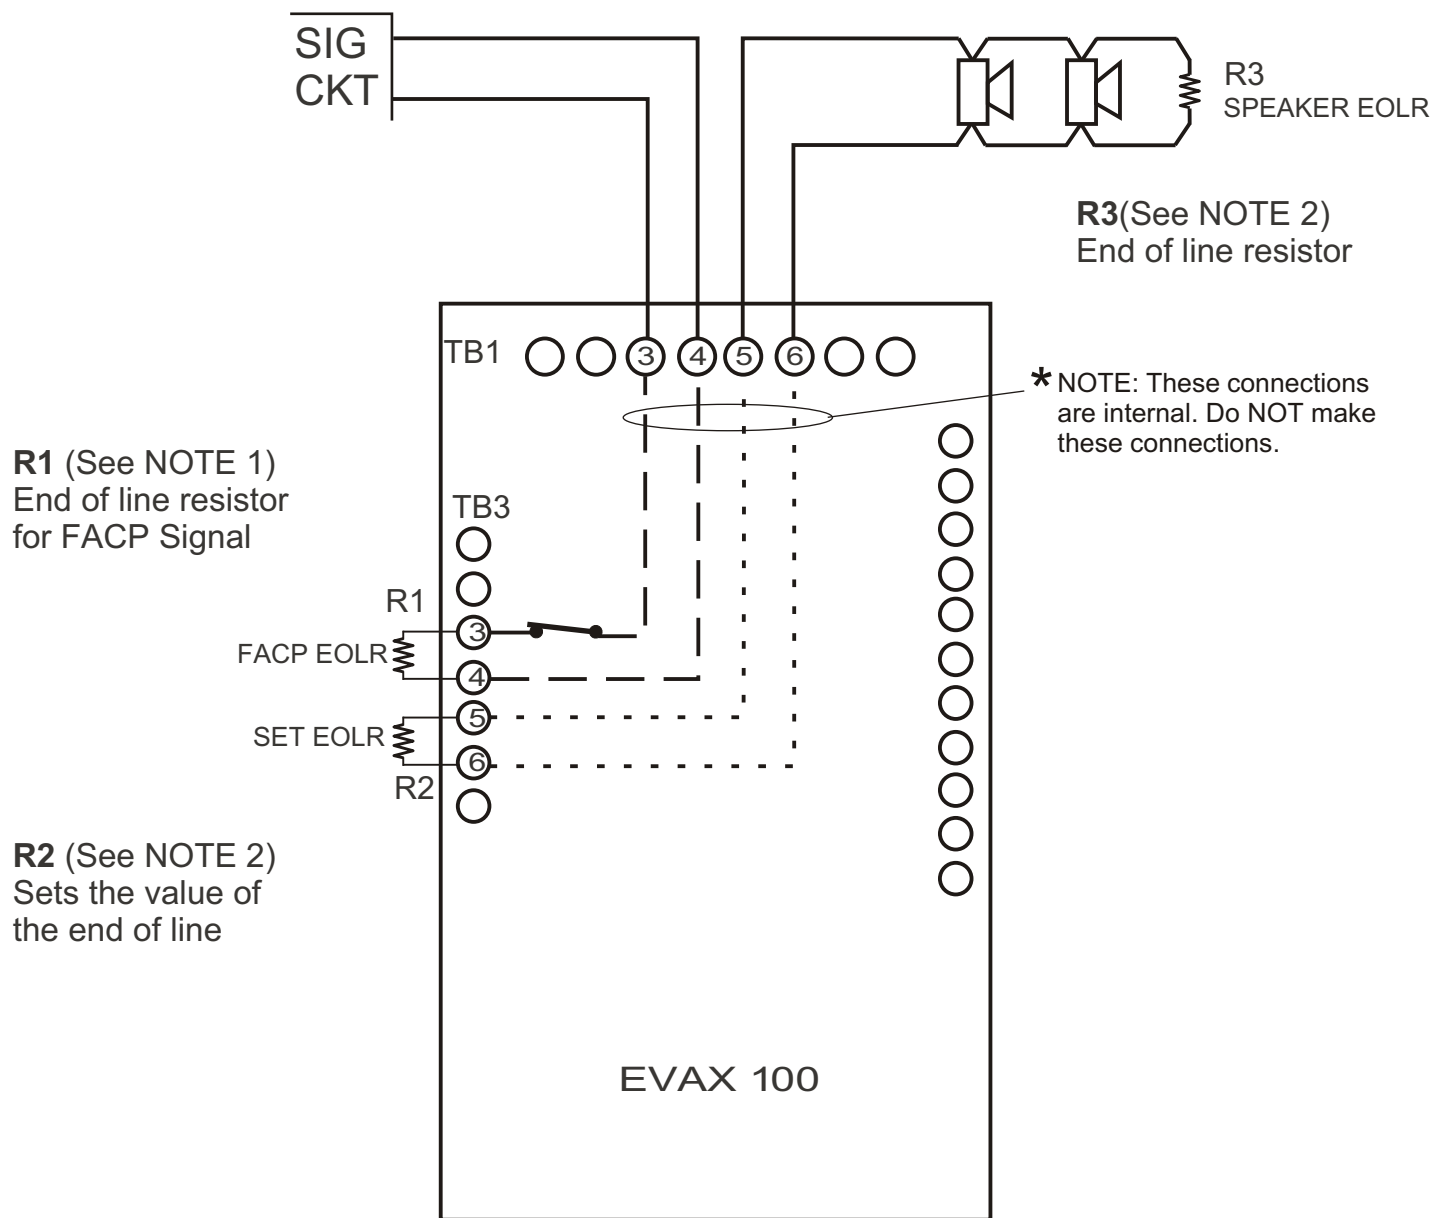 SIG
CKT
R3
SPEAKER EOLR
R3(See NOTE 2)
End of line resistor
TB1
3
4
5
6
* NOTE: These connections
are internal. Do NOT make
these connections.
R1 (See NOTE 1)
End of line resistor
for FACP Signal
TB3
R1
3
FACP EOLR
4
5
SET EOLR
6
R2
R2 (See NOTE 2)
Sets the value of
the end of line
EVAX 100